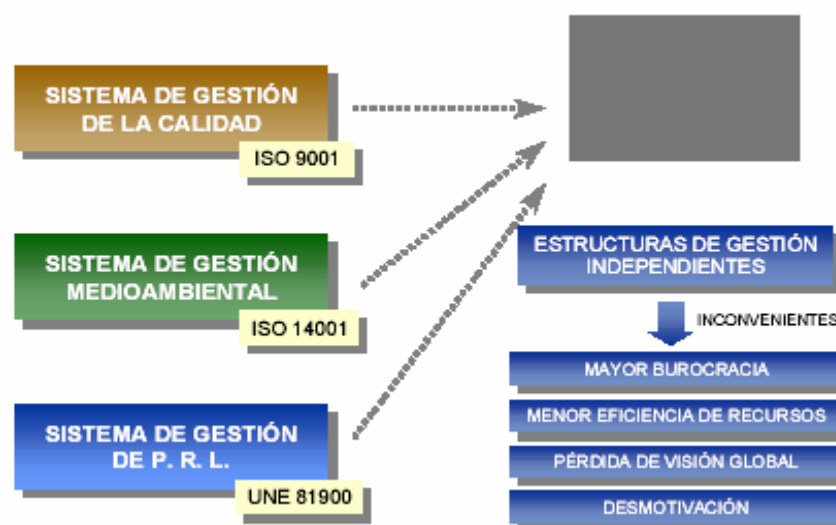 SISTEMA DE GESTIÓN
DE LA CALIDAD
ISO 9001
SISTEMA DE GESTIÓN
MEDIOAMBIENTAL
ISO 14001
SISTEMA DE GESTIÓN
DE P. R. L.
UNE 81900
ESTRUCTURAS DE GESTIÓN
INDEPENDIENTES
INCONVENIENTES
MAYOR BUROCRACIA
MENOR EFICIENCIA DE RECURSOS
PÉRDIDA DE VISIÓN GLOBAL
DESMOTIVACIÓN